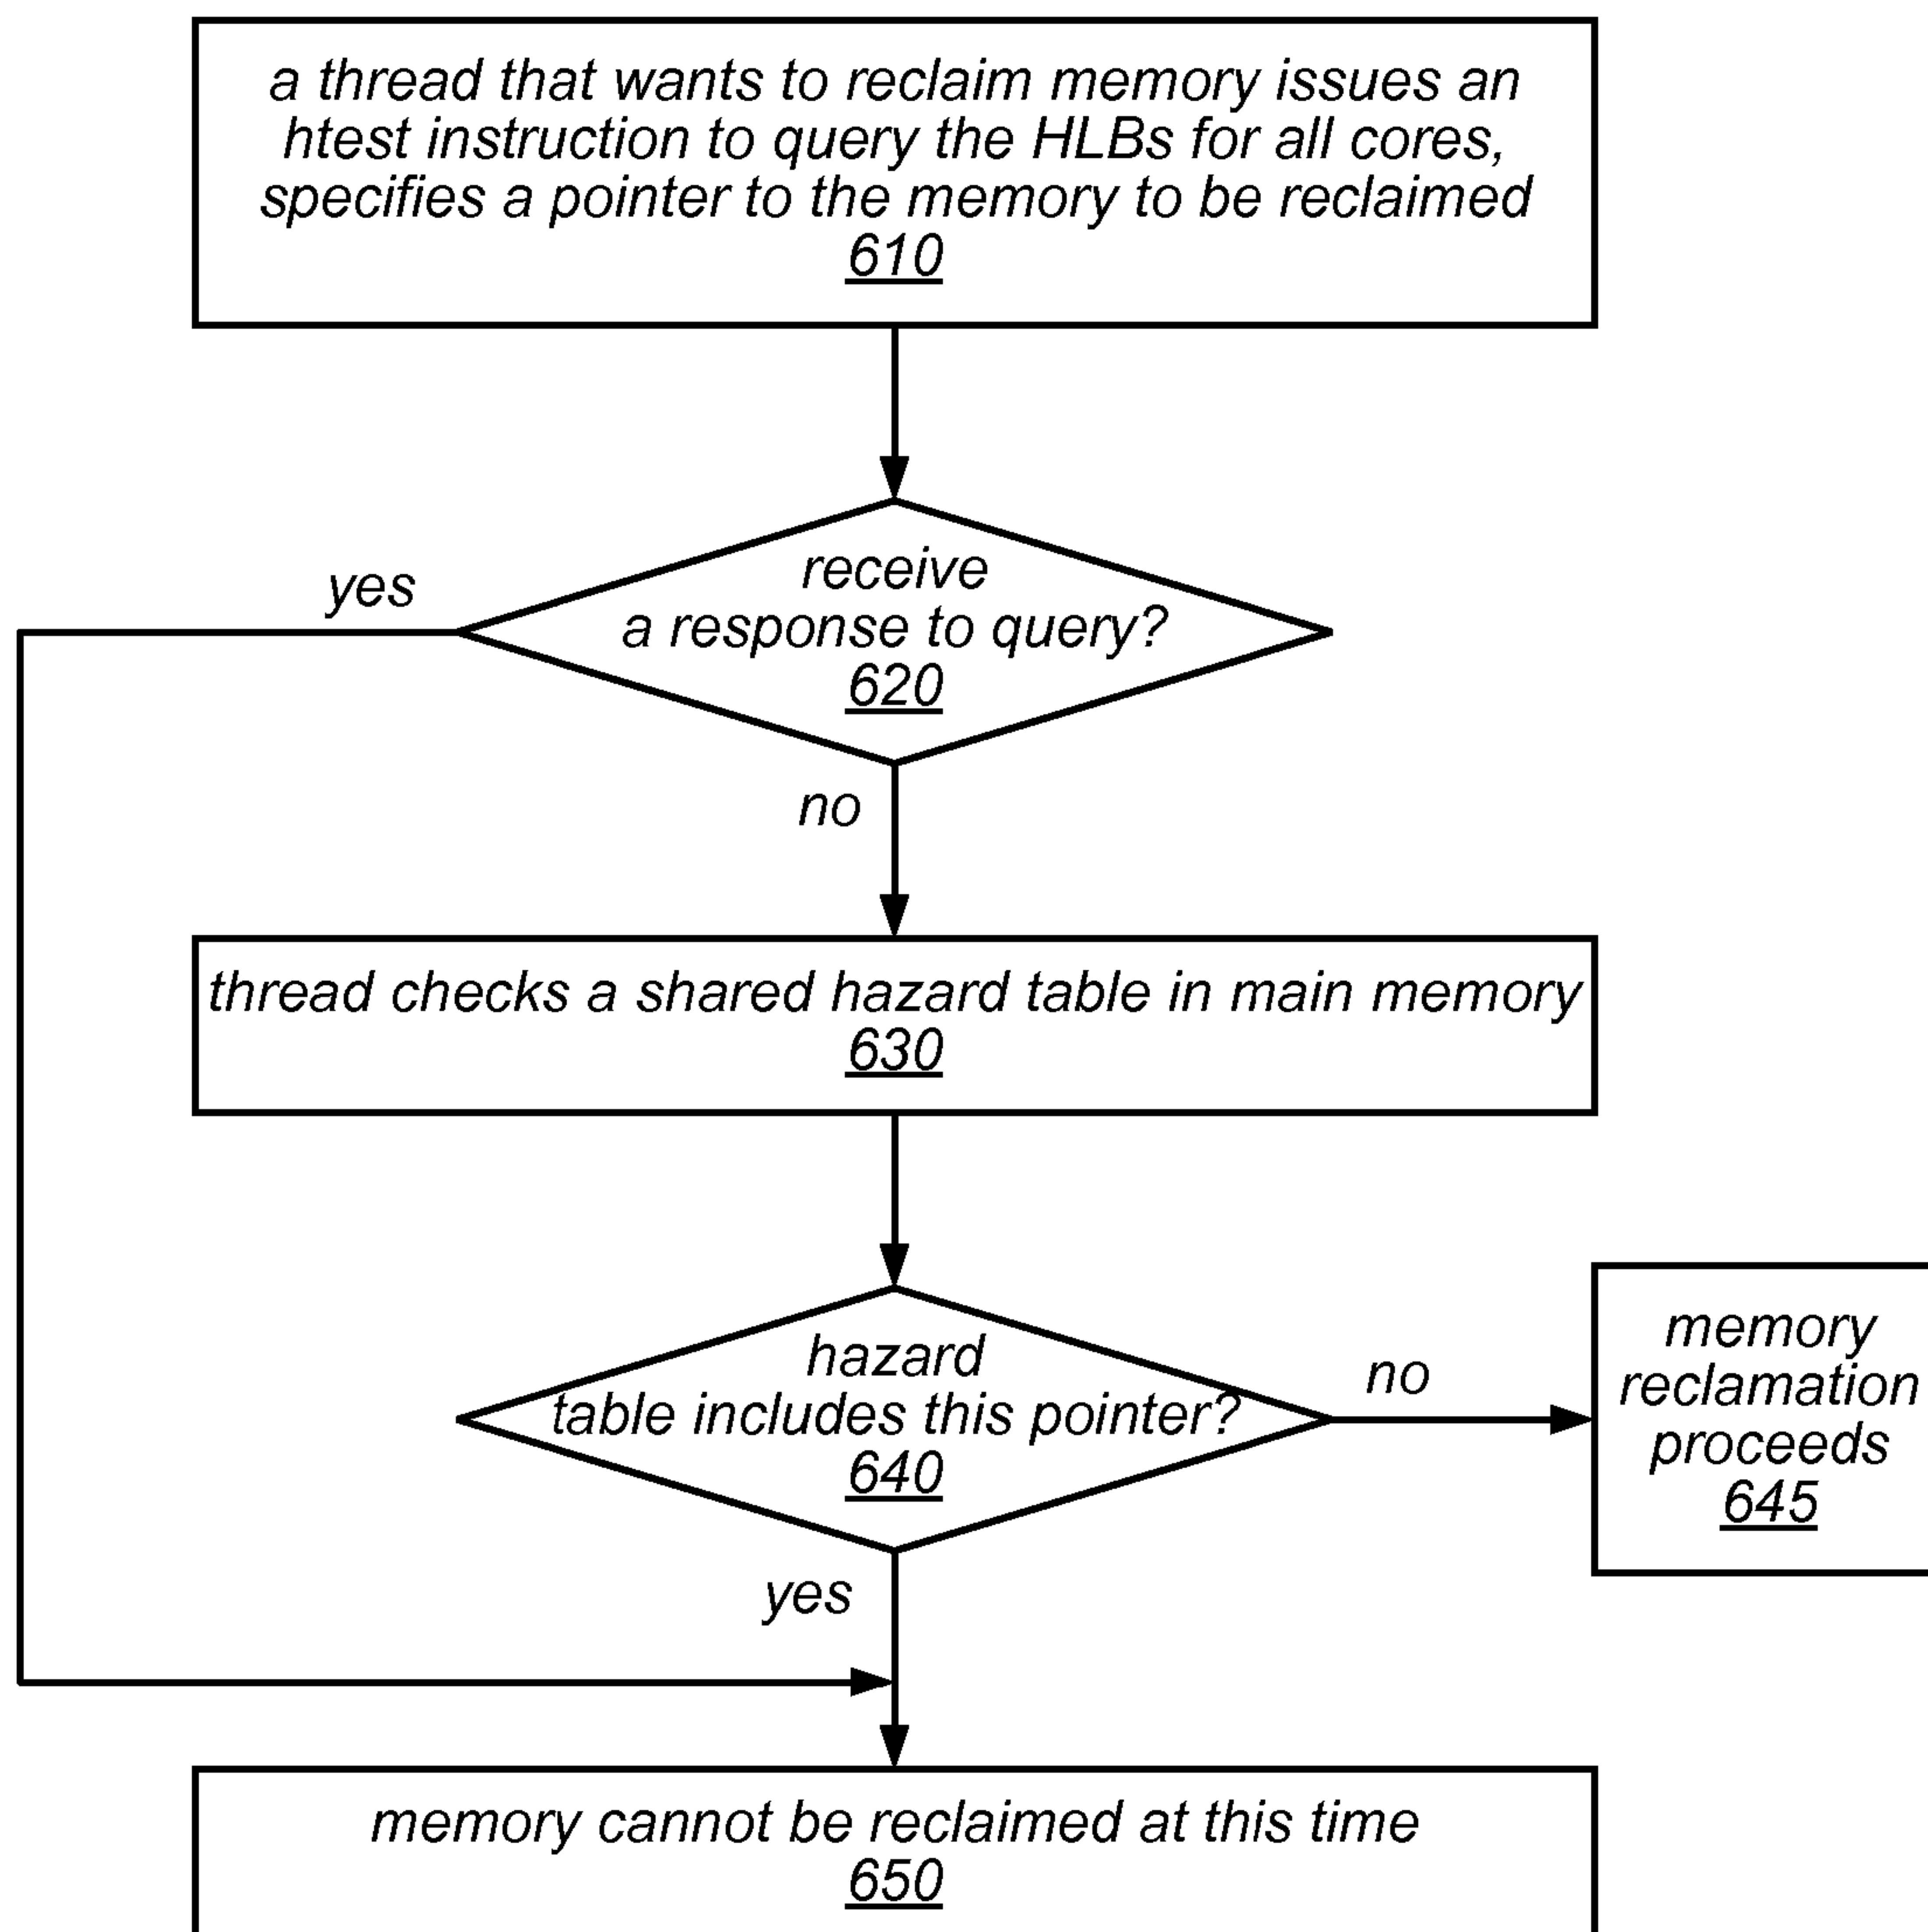 a thread that wants to reclaim memory issues an
htest instruction to query the HLBs for all cores,
specifies a pointer to the memory to be reclaimed
610
yes
receive
a response to query?
620
no
thread checks a shared hazard table in main memory
630
hazard
table includes this pointer?
640
no
memory
reclamation
proceeds
645
yes
memory cannot be reclaimed at this time
650